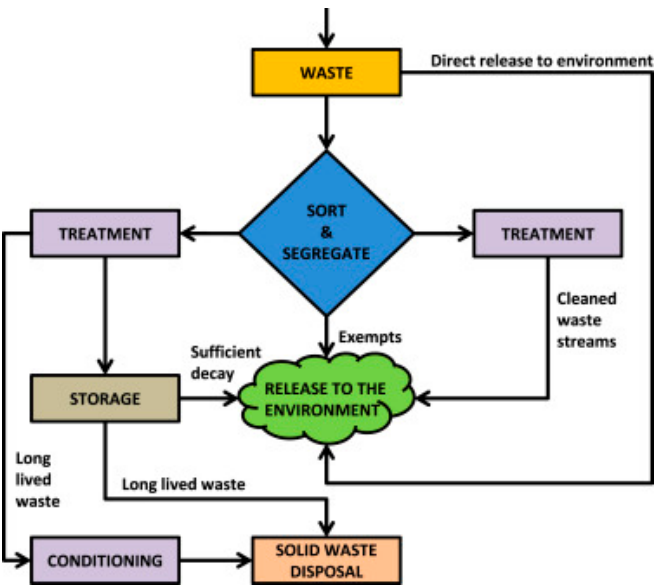 WASTE
Direct release to environment
SORT
&
SEGREGATE
TREATMENT
TREATMENT
Cleaned
waste
streams
Exempts
Sufficient
decay
RELEASE TO THE
ENVIRONMENT
STORAGE
Long
lived
waste
Long lived waste
CONDITIONING
SOLID WASTE
DISPOSAL